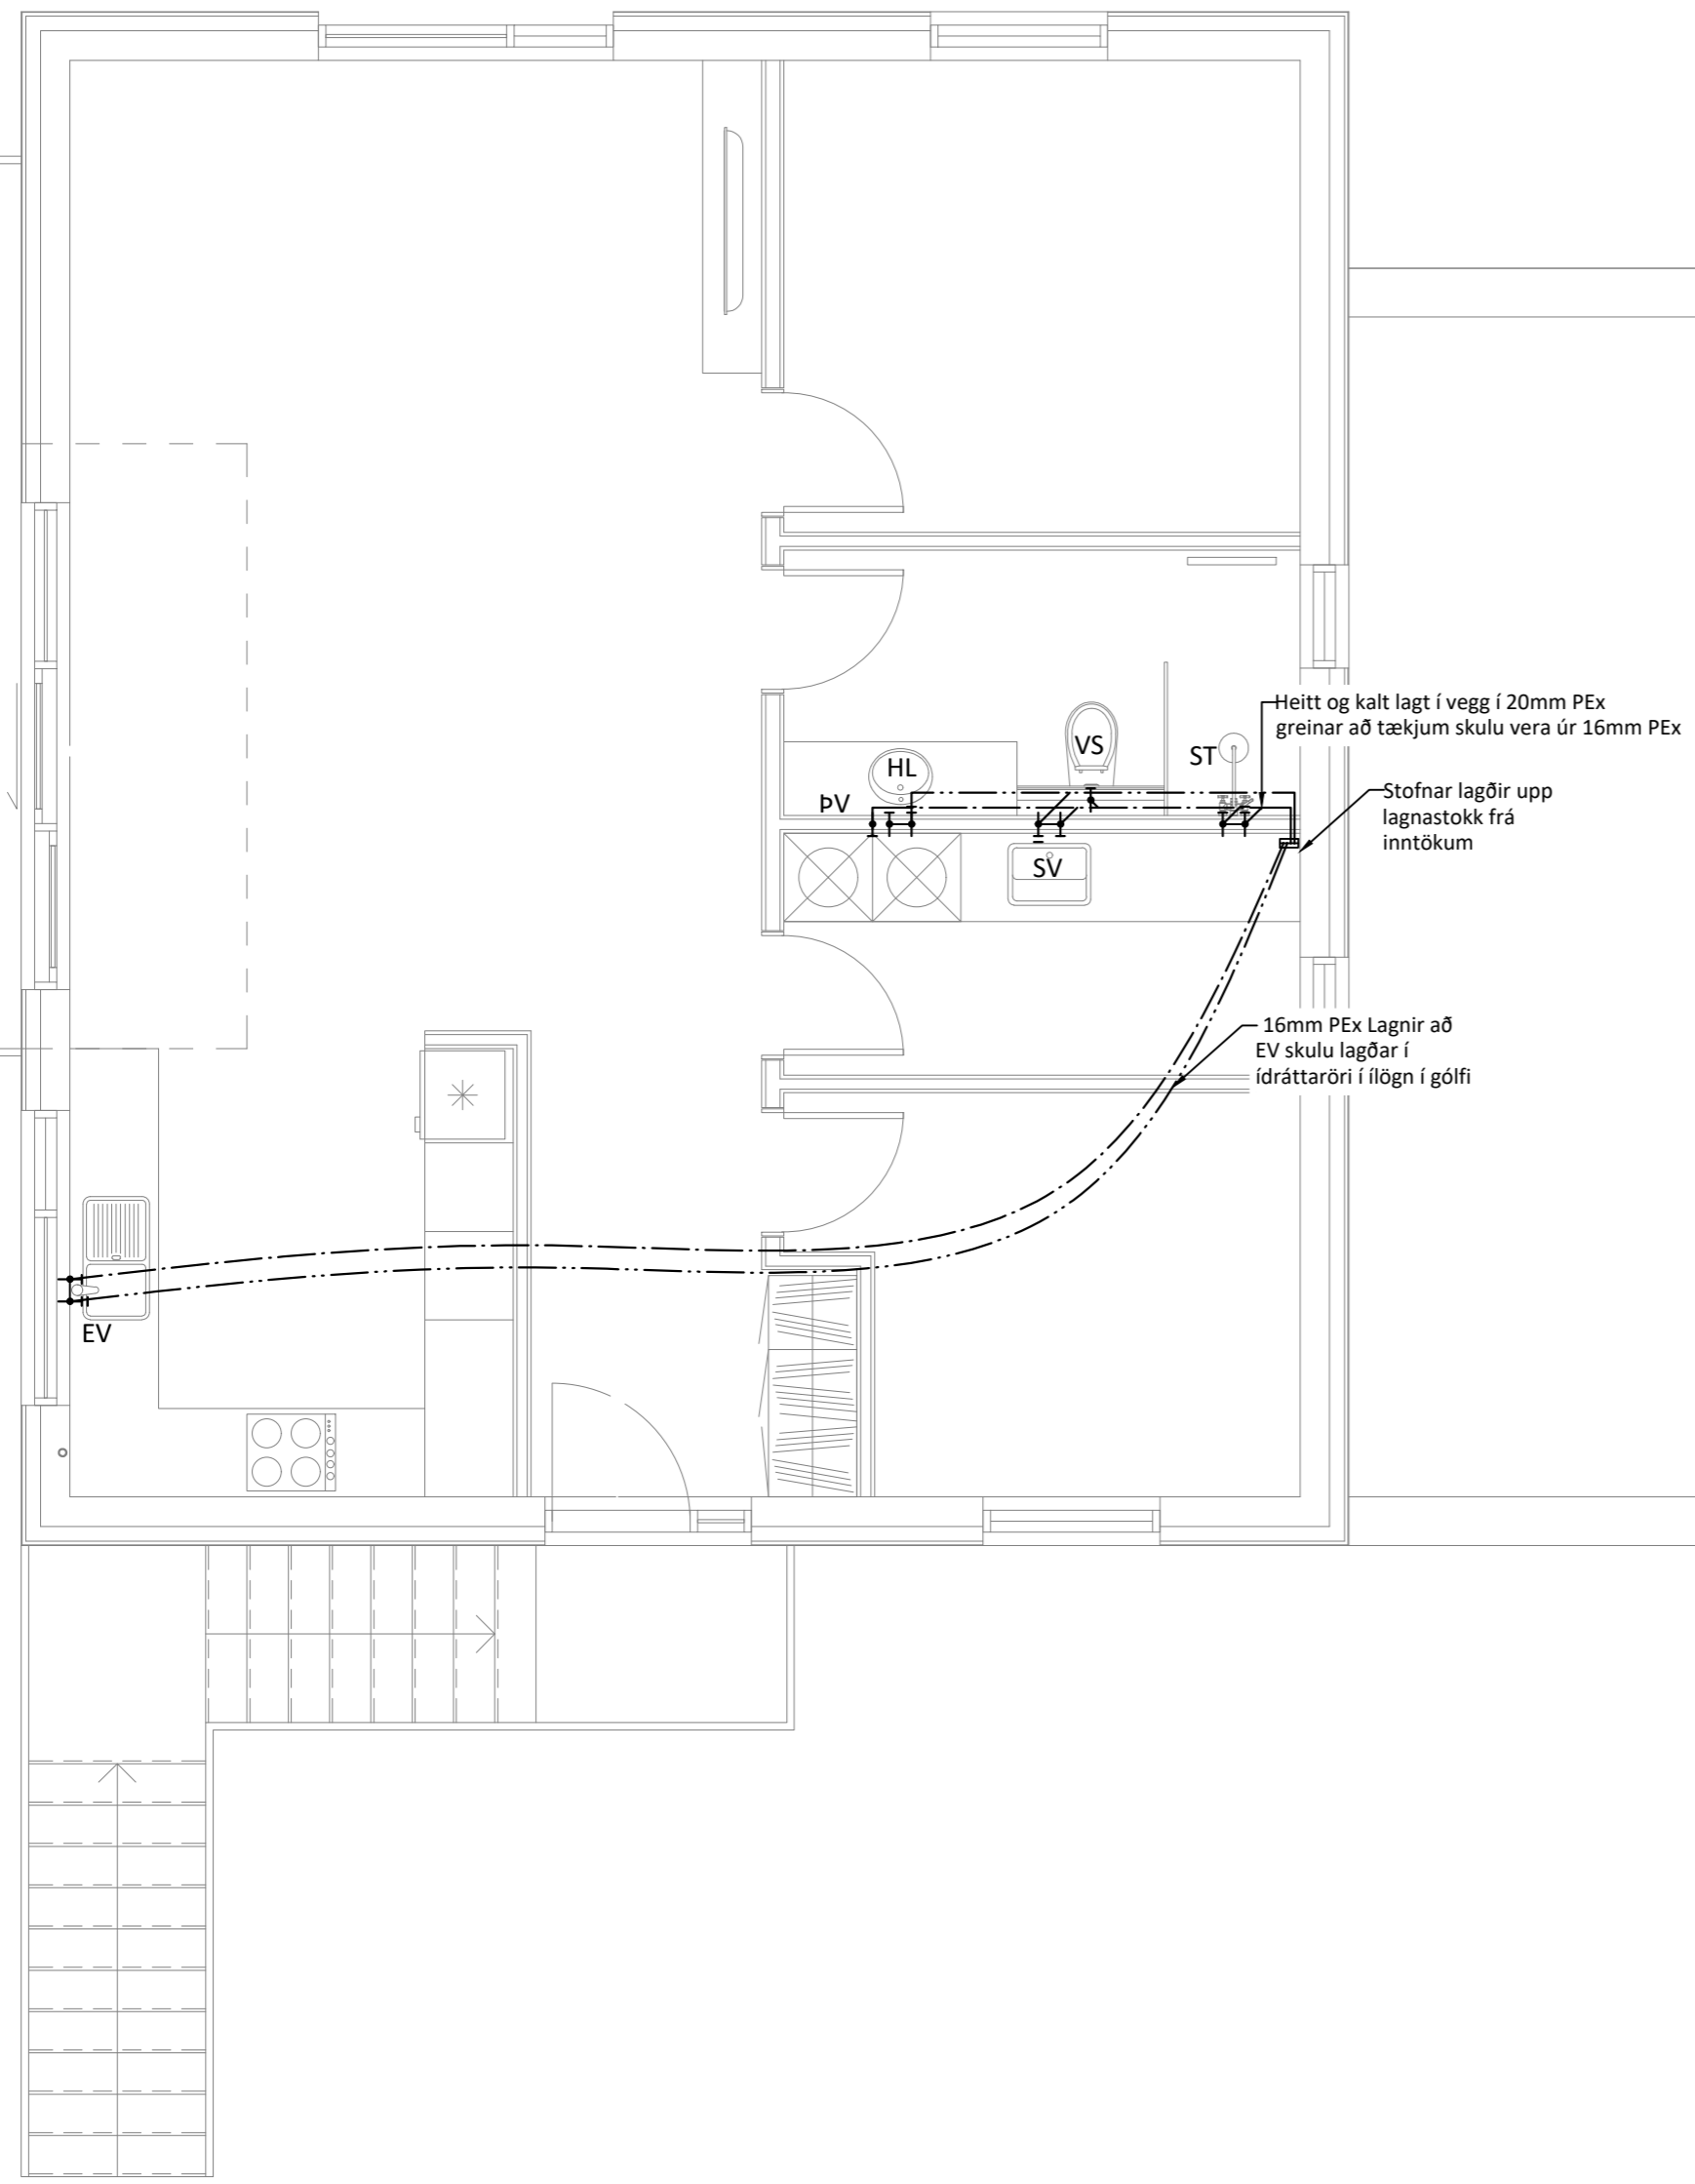 Heitt og kalt lagt í vegg í 20mm PEx
greinar að tækjum skulu vera úr 16mm PEx
VS
ST
HL
ÞV
Stofnar lagðir upp
lagnastokk frá
inntökum
SV
16mm PEx Lagnir að
EV skulu lagðar í
ídráttaröri í ílögn í gólfi
EV